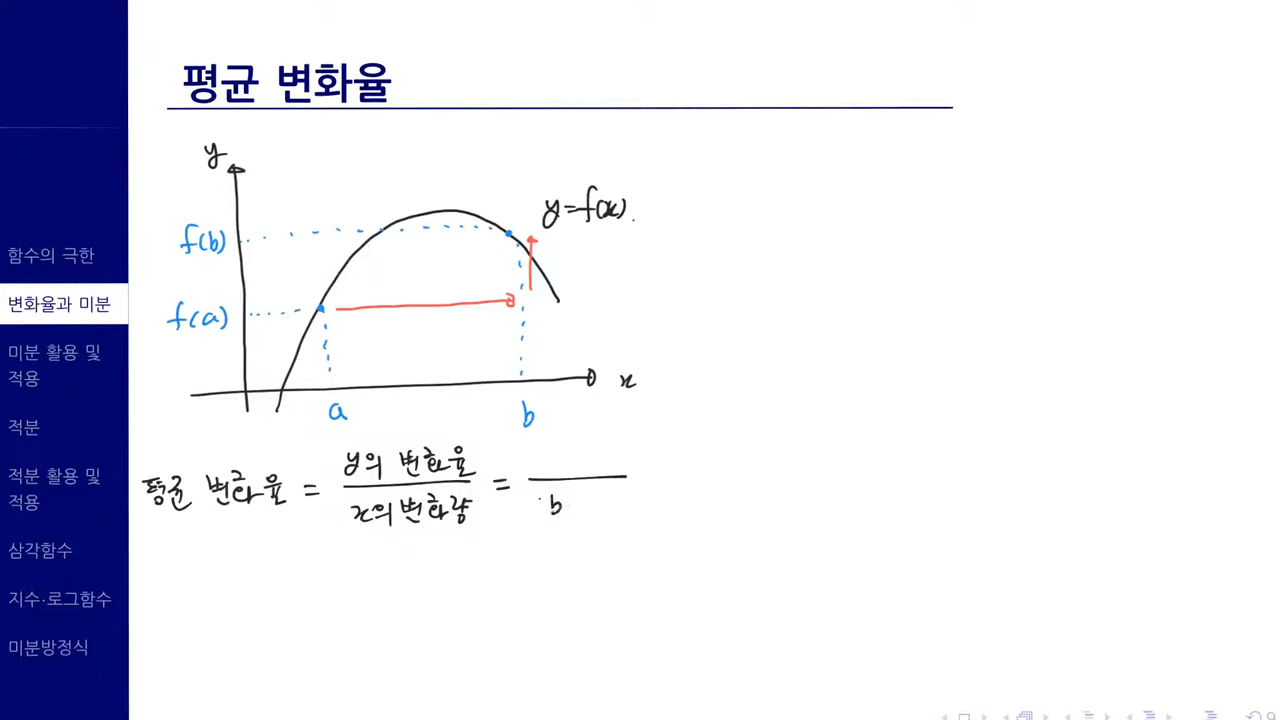 평균 변화율
함수의 극한
변화율과 미분
미분 활용 및
적용
적분
적분 활용 및
적용
삼각함수
지수·로그함수
미분방정식
y
y=f(x).
f(b)
f(a)
x
a
b
평균 변화율 = y의 변화율 / x의 변화량 = / b